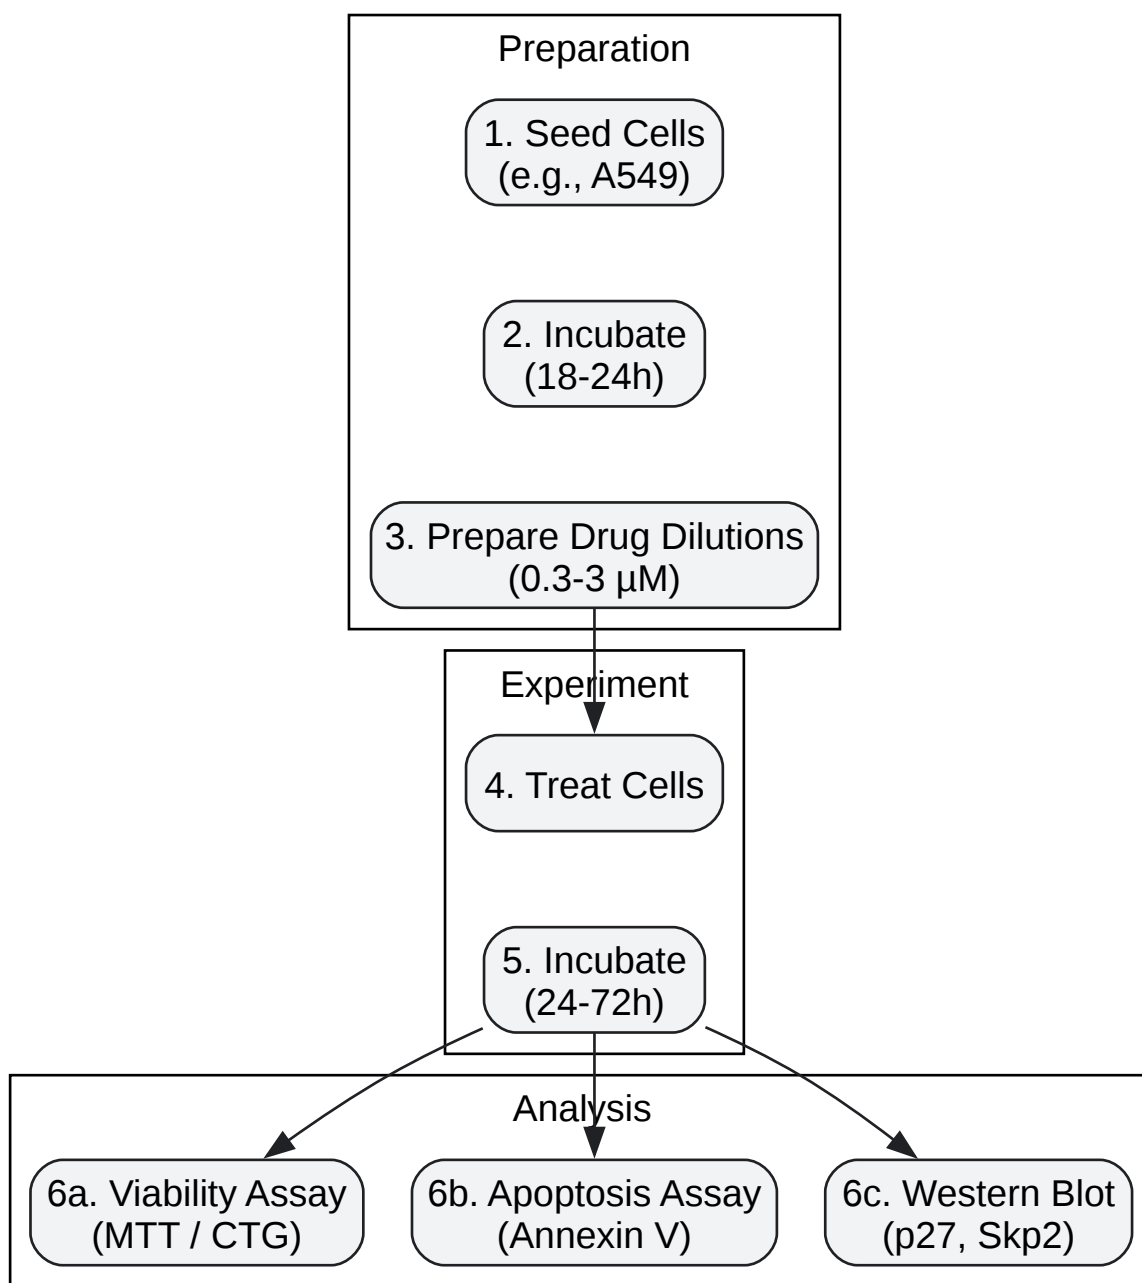 Preparation
1. Seed Cells
(e.g., A549)
2. Incubate
(18-24h)
3. Prepare Drug Dilutions
(0.3-3 µM)
Experiment
4. Treat Cells
5. Incubate
(24-72h)
Analysis
6a. Viability Assay
(MTT / CTG)
6b. Apoptosis Assay
(Annexin V)
6c. Western Blot
(p27, Skp2)